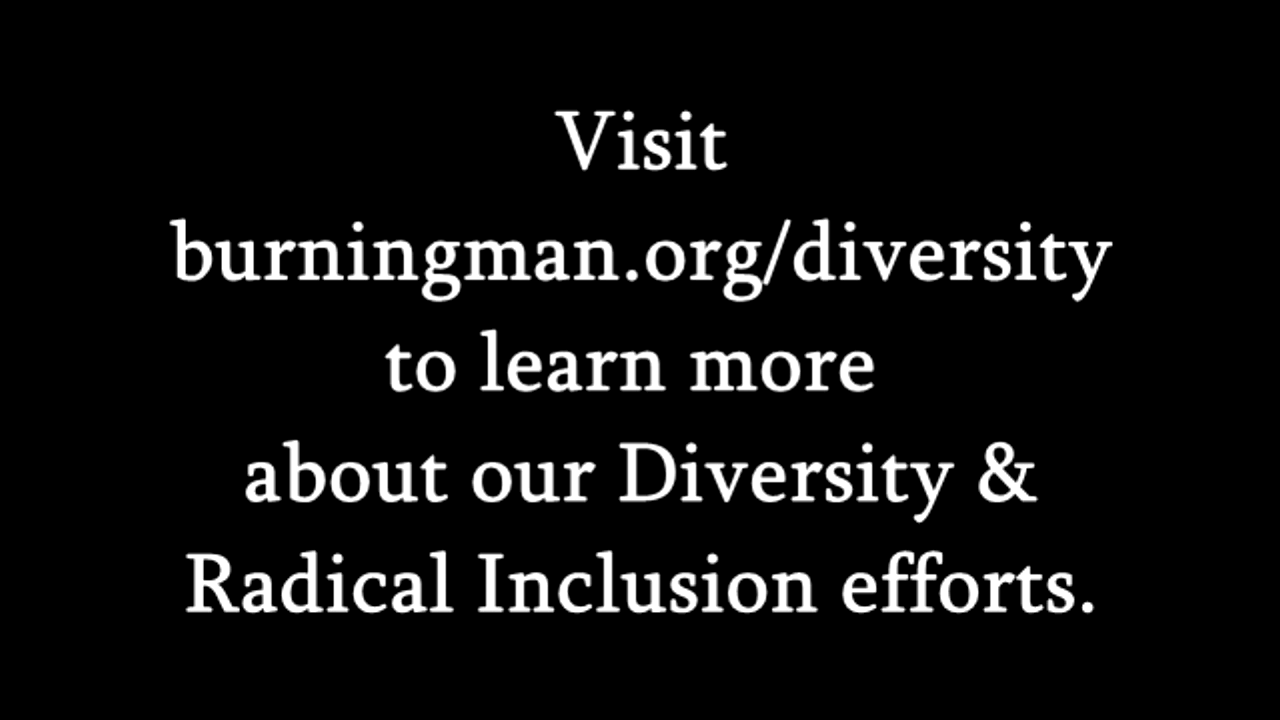 Visit
burningman.org/diversity
to learn more
about our Diversity &
Radical Inclusion efforts.